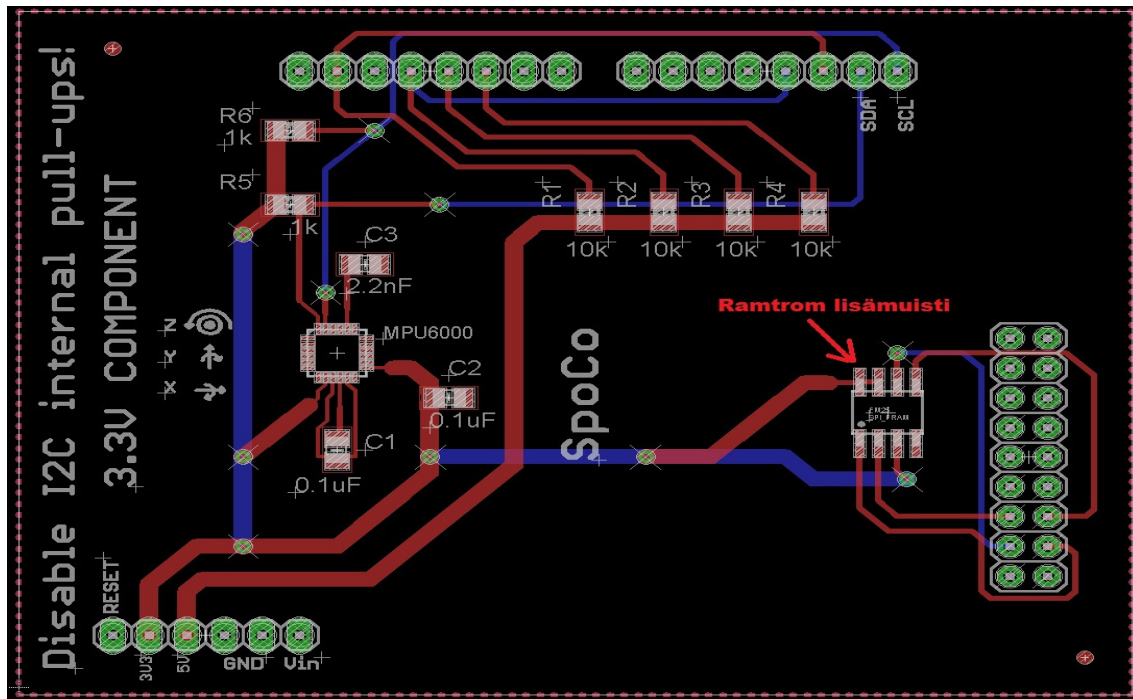 Disable I2C internal pull-ups!
3.3V COMPONENT
R6
1k
R5
1k
C3
2.2nF
MPU6000
C2
0.1uF
C1
0.1uF
Z
Y
X
R1
R2
R3
R4
10k
10k
10k
10k
SDA
SCL
SpoCo
Ramtrom lisämuisti
RESET
3V3
5V
GND
Vin